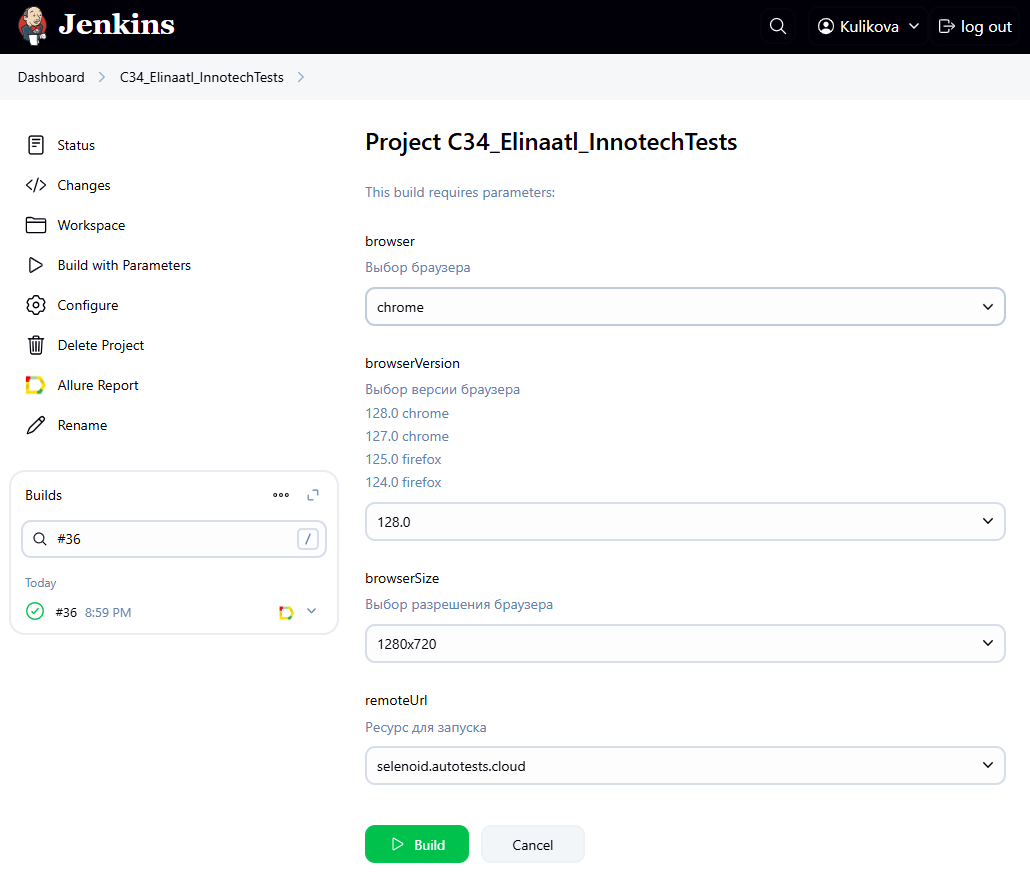 Jenkins
Kulikova
log out
Dashboard
C34_Elinaatl_InnotechTests
Status
Changes
Workspace
Build with Parameters
Configure
Delete Project
Allure Report
Rename
Builds
#36
/
Today
#36 8:59 PM
Project C34_Elinaatl_InnotechTests
This build requires parameters:
browser
Выбор браузера
chrome
browserVersion
Выбор версии браузера
128.0 chrome
127.0 chrome
125.0 firefox
124.0 firefox
128.0
browserSize
Выбор разрешения браузера
1280x720
remoteUrl
Ресурс для запуска
selenoid.autotests.cloud
Build
Cancel